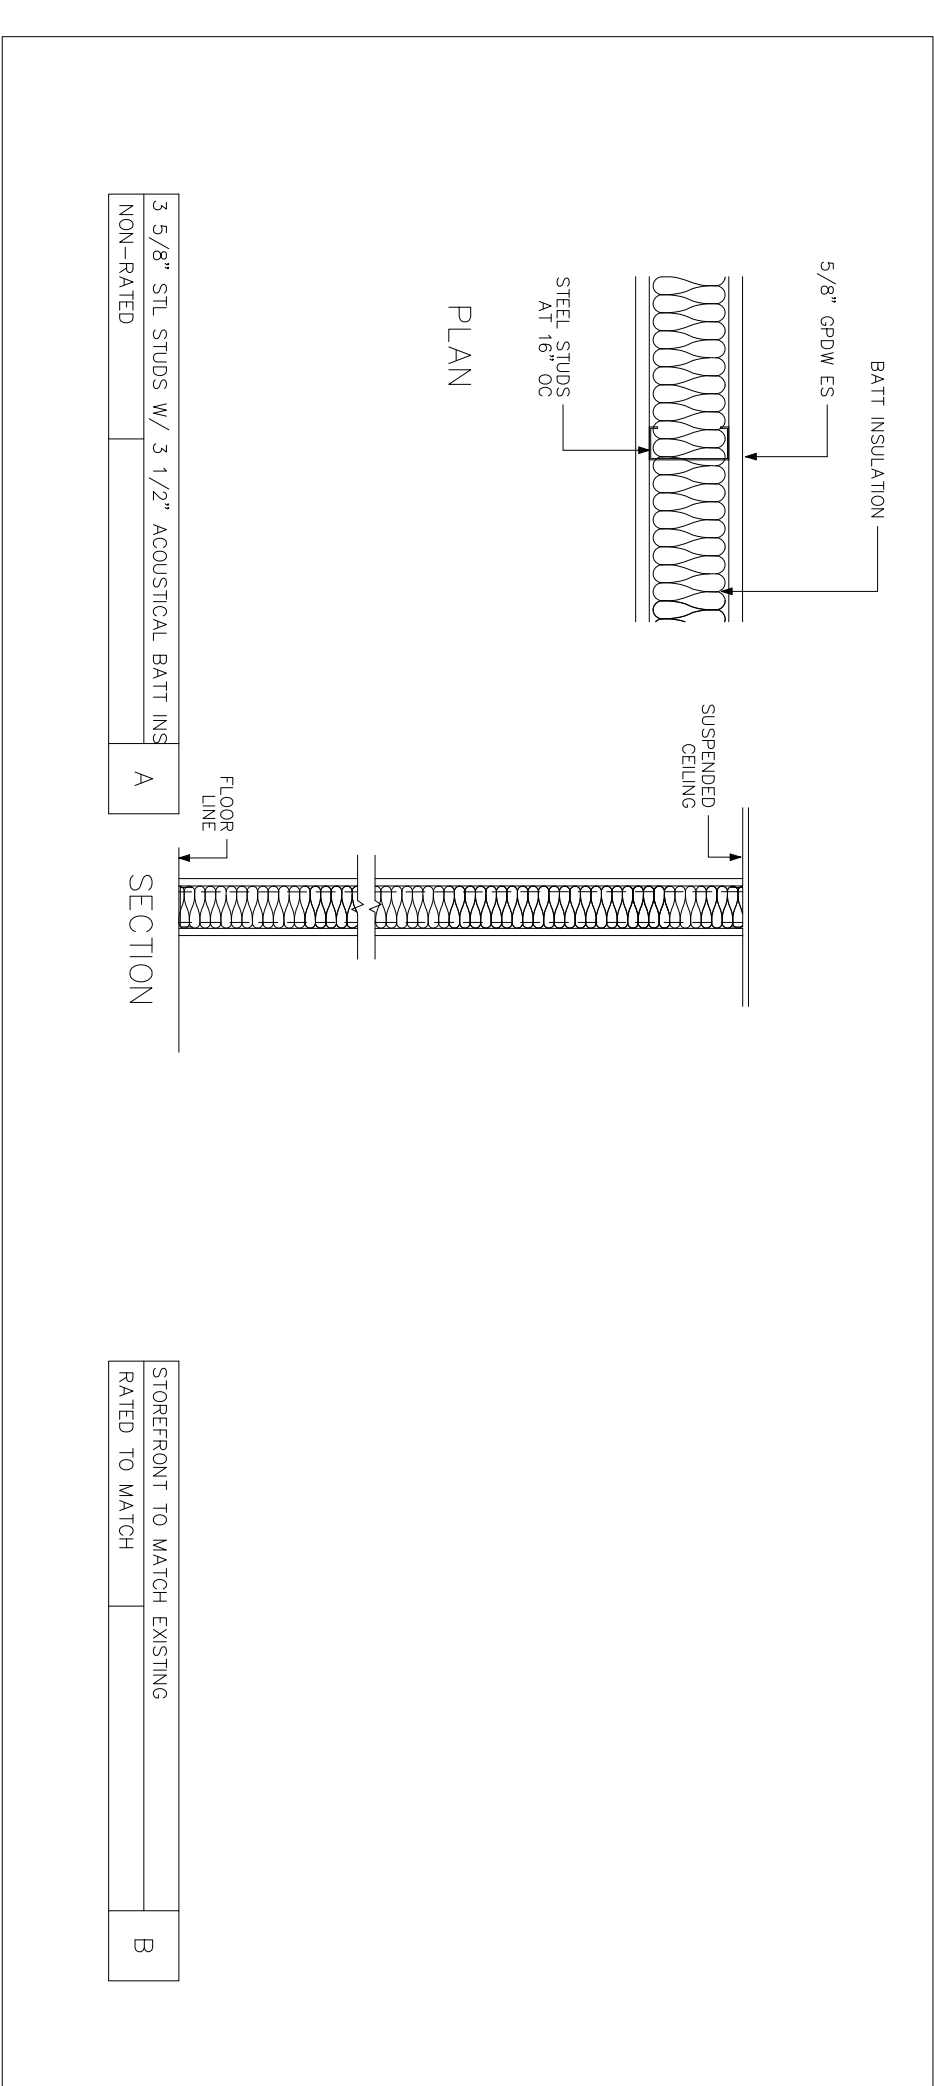 BATT INSULATION
5/8" GPDW ES
STEEL STUDS
AT 16" OC
PLAN
SUSPENDED
CEILING
FLOOR
LINE
SECTION
3 5/8" STL STUDS W/ 3 1/2" ACOUSTICAL BATT INS
NON-RATED
A
STOREFRONT TO MATCH EXISTING
RATED TO MATCH
B